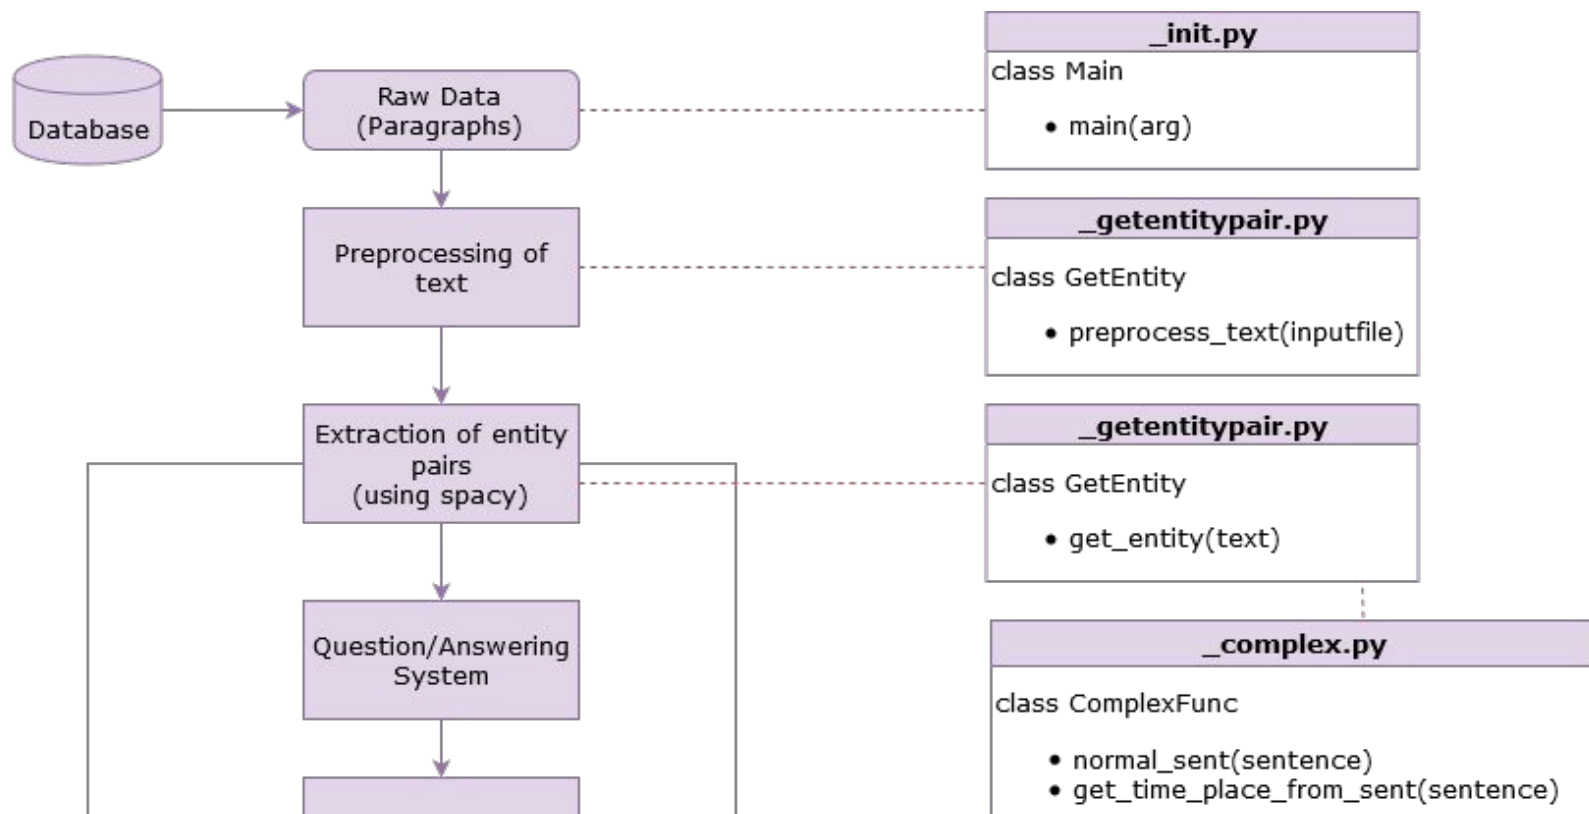 Database
Raw Data
(Paragraphs)
Preprocessing of
text
Extraction of entity
pairs
(using spacy)
Question/Answering
System
_init.py
class Main
• main(arg)
_getentitypair.py
class GetEntity
• preprocess_text(inputfile)
_getentitypair.py
class GetEntity
• get_entity(text)
_complex.py
class ComplexFunc
• normal_sent(sentence)
• get_time_place_from_sent(sentence)